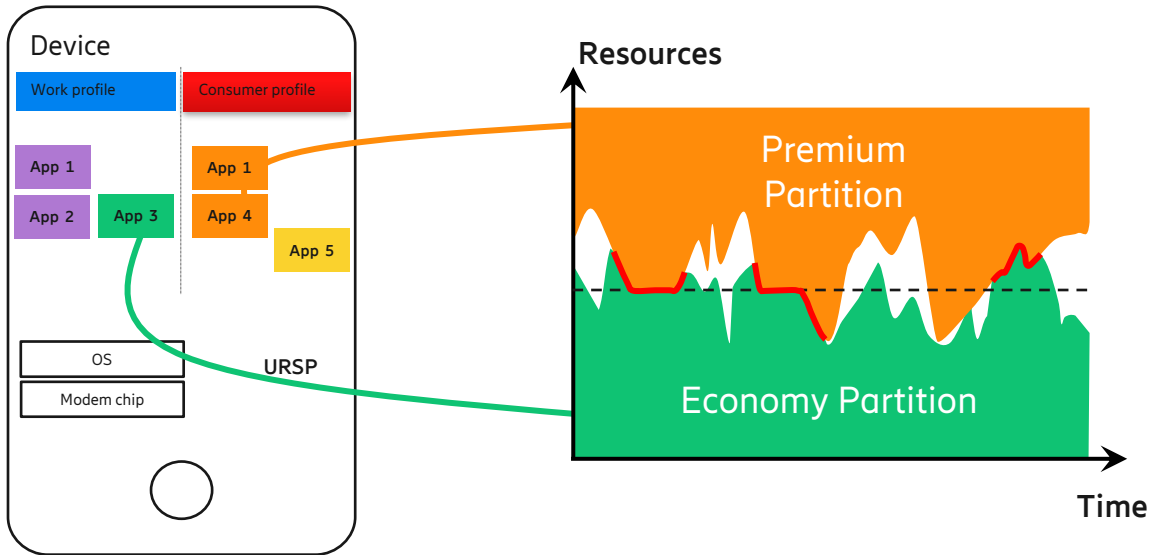 Device
Work profile
Consumer profile
App 1
App 1
App 2
App 3
App 4
App 5
OS
Modem chip
URSP
Resources
Premium
Partition
Economy Partition
Time